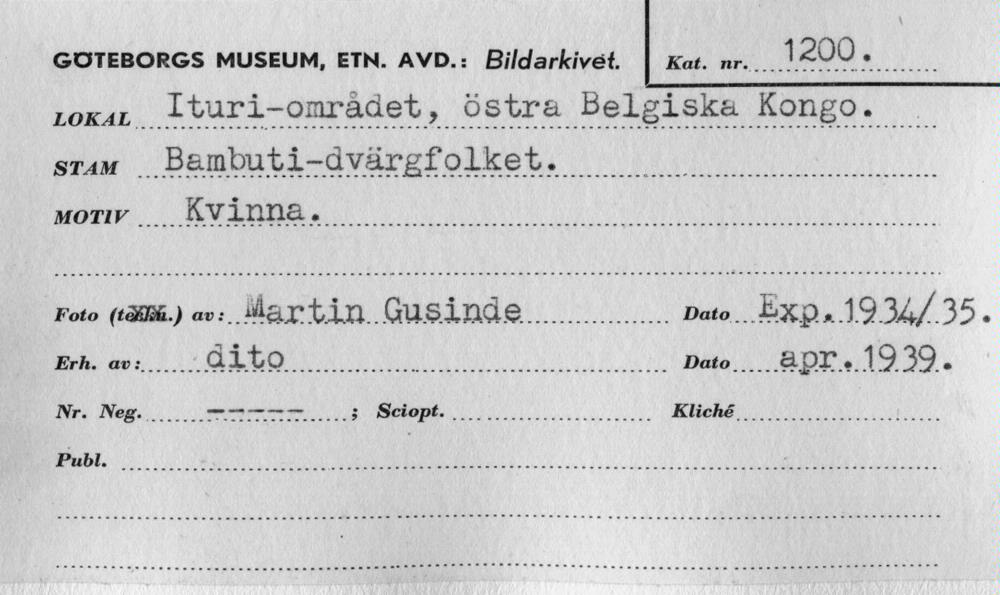 GÖTEBORGS MUSEUM, ETN. AVD.: Bildarkivet. Kat. nr. 1200.
LOKAL Ituri-området, östra Belgiska Kongo.
STAM Bambuti-dvärgfolket.
MOTIV Kvinna.
Foto (tekn.) av: Martin Gusinde Dato Exp. 1934/35.
Erh. av: dito Dato apr. 1939.
Nr. Neg. ----- ; Sciopt. Kliché
Publ.